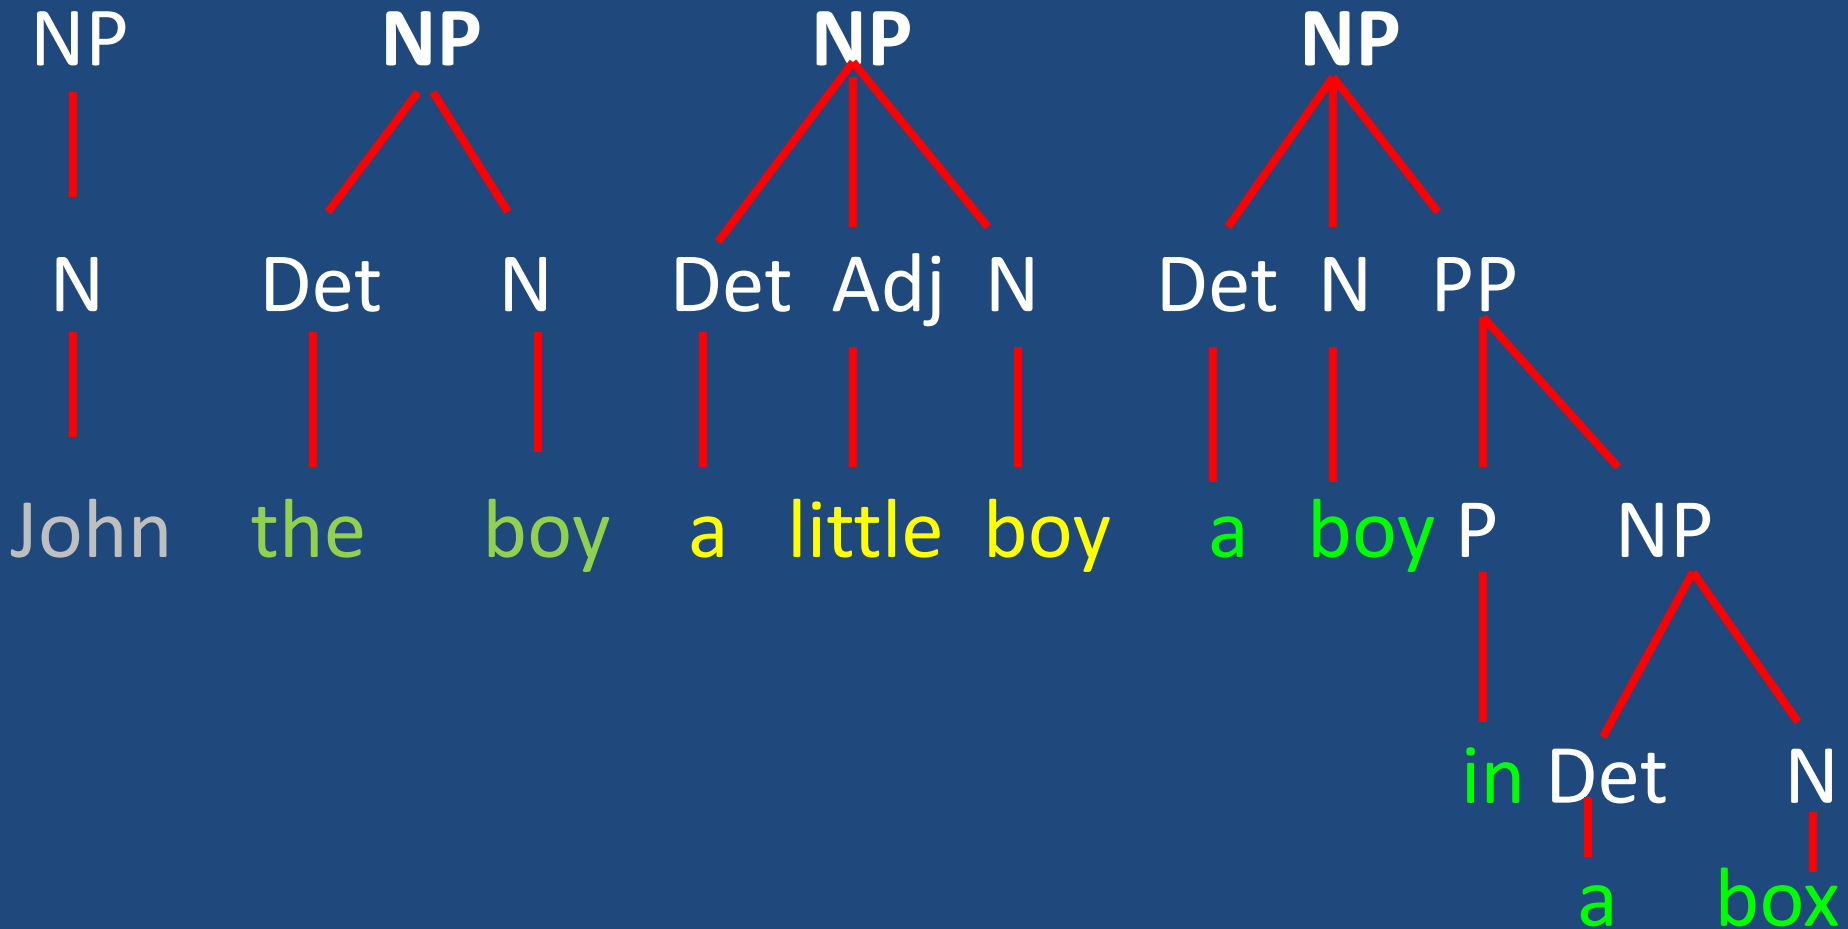 NP NP NP NP
N Det N Det Adj N Det N PP
John the boy a little boy a boy P NP
in Det N
a box